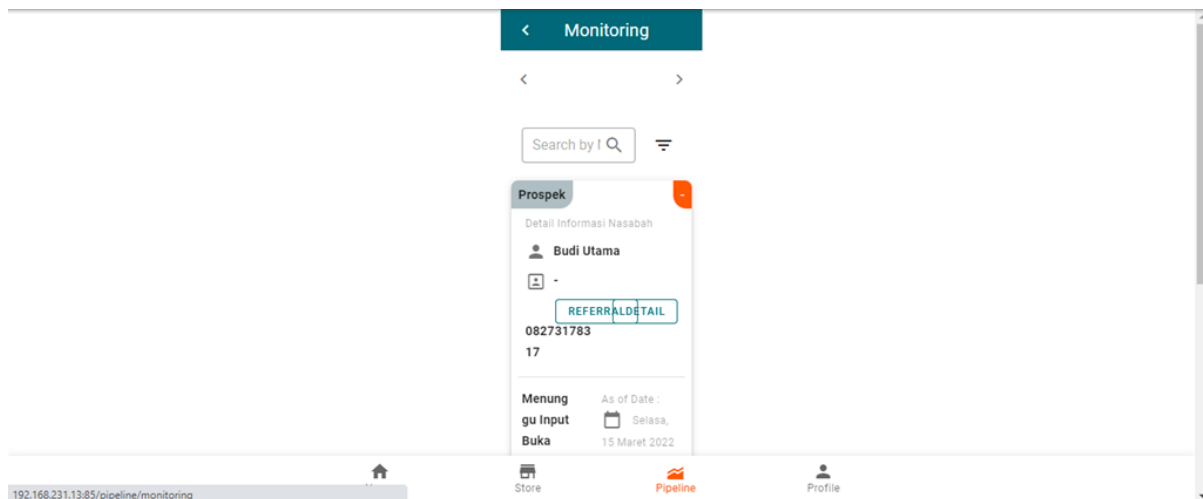 Monitoring
Search by
Prospek
-
Detail Informasi Nasabah
Budi Utama
-
REFERRAL
DETAIL
082731783
17
Menung
gu Input
Buka
As of Date :
Selasa,
15 Maret 2022
Store
Pipeline
Profile
192.168.231.13:85/pipeline/monitoring